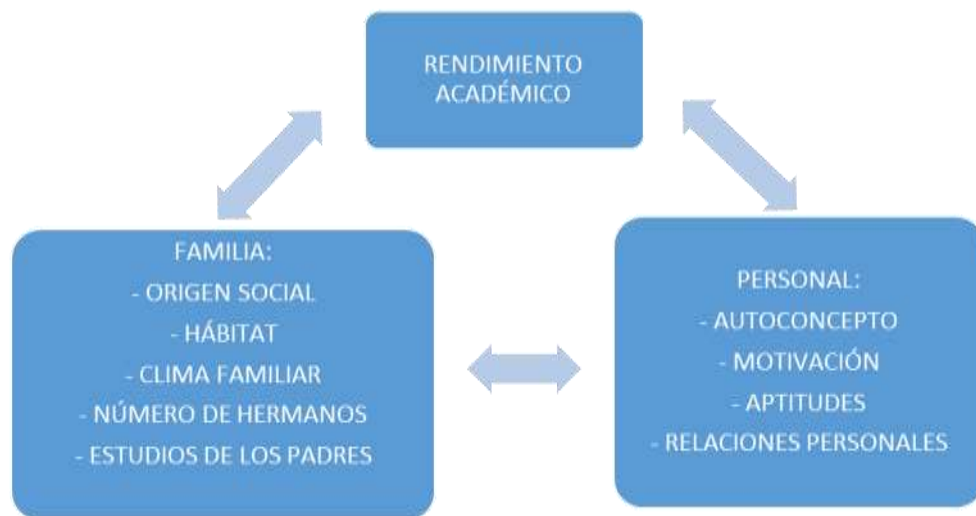 RENDIMIENTO
ACADÉMICO
FAMILIA:
- ORIGEN SOCIAL
- HÁBITAT
- CLIMA FAMILIAR
- NÚMERO DE HERMANOS
- ESTUDIOS DE LOS PADRES
PERSONAL:
- AUTOCONCEPTO
- MOTIVACIÓN
- APTITUDES
- RELACIONES PERSONALES